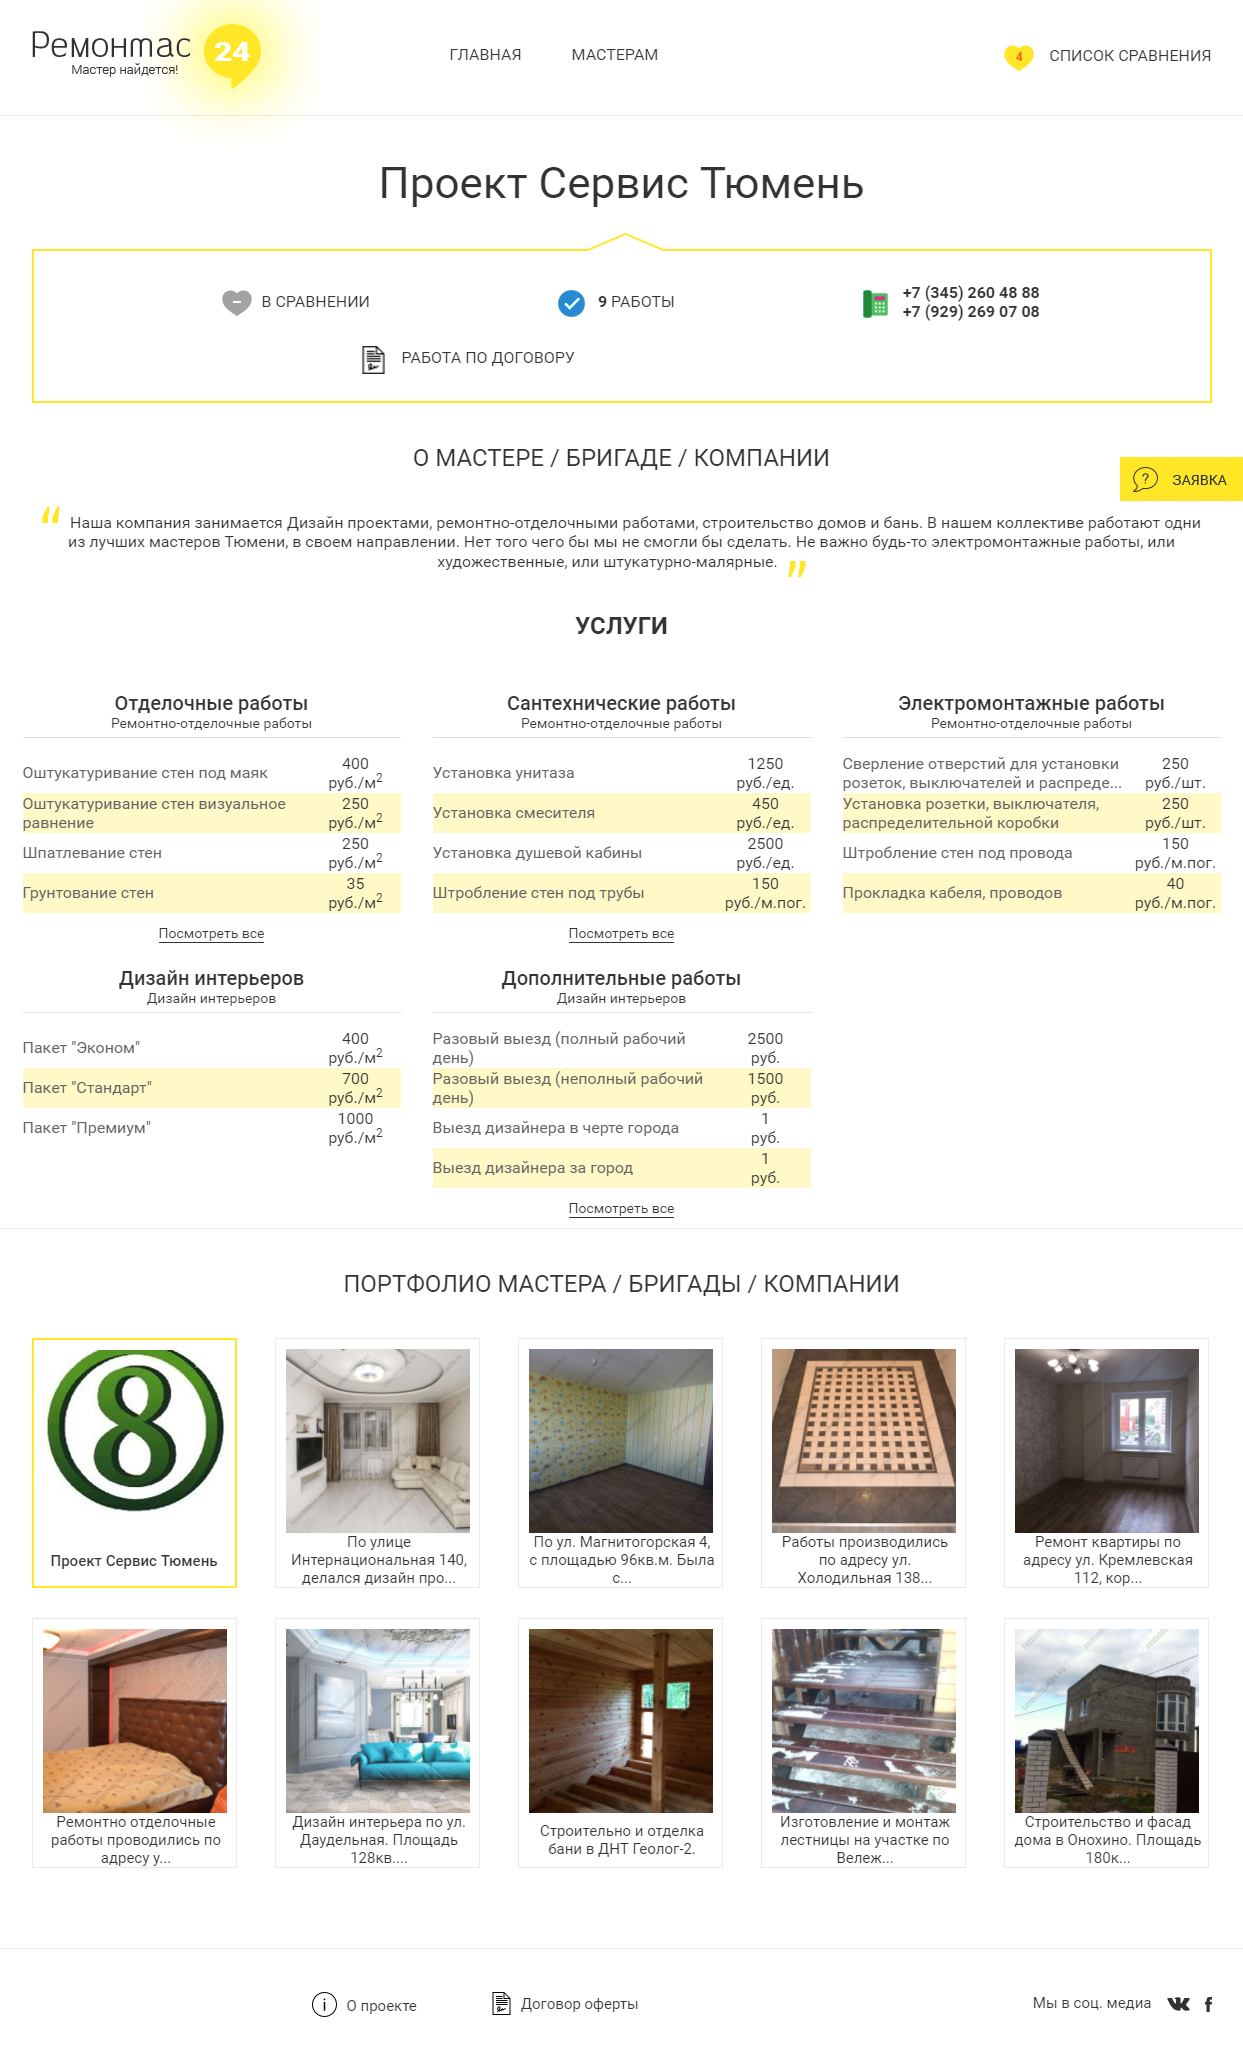 Ремонтас 24
Мастер найдется!
ГЛАВНАЯ
МАСТЕРАМ
4
СПИСОК СРАВНЕНИЯ
Проект Сервис Тюмень
В СРАВНЕНИИ
9 РАБОТЫ
+7 (345) 260 48 88
+7 (929) 269 07 08
РАБОТА ПО ДОГОВОРУ
О МАСТЕРЕ / БРИГАДЕ / КОМПАНИИ
ЗАЯВКА
“ Наша компания занимается Дизайн проектами, ремонтно-отделочными работами, строительство домов и бань. В нашем коллективе работают одни
из лучших мастеров Тюмени, в своем направлении. Нет того чего бы мы не смогли бы сделать. Не важно будь-то электромонтажные работы, или
художественные, или штукатурно-малярные. ”
УСЛУГИ
Отделочные работы
Ремонтно-отделочные работы
Оштукатуривание стен под маяк
400
руб./м²
Оштукатуривание стен визуальное
равнение
250
руб./м²
Шпатлевание стен
250
руб./м²
Грунтование стен
35
руб./м²
Посмотреть все
Сантехнические работы
Ремонтно-отделочные работы
Установка унитаза
1250
руб./ед.
Установка смесителя
450
руб./ед.
Установка душевой кабины
2500
руб./ед.
Штробление стен под трубы
150
руб./м.пог.
Посмотреть все
Электромонтажные работы
Ремонтно-отделочные работы
Сверление отверстий для установки
розеток, выключателей и распреде...
250
руб./шт.
Установка розетки, выключателя,
распределительной коробки
250
руб./шт.
Штробление стен под провода
150
руб./м.пог.
Прокладка кабеля, проводов
40
руб./м.пог.
Дизайн интерьеров
Дизайн интерьеров
Пакет "Эконом"
400
руб./м²
Пакет "Стандарт"
700
руб./м²
Пакет "Премиум"
1000
руб./м²
Дополнительные работы
Дизайн интерьеров
Разовый выезд (полный рабочий
день)
2500
руб.
Разовый выезд (неполный рабочий
день)
1500
руб.
Выезд дизайнера в черте города
1
руб.
Выезд дизайнера за город
1
руб.
Посмотреть все
ПОРТФОЛИО МАСТЕРА / БРИГАДЫ / КОМПАНИИ
8
Проект Сервис Тюмень
По улице
Интернациональная 140,
делался дизайн про...
По ул. Магнитогорская 4,
с площадью 96кв.м. Была
с...
Работы производились
по адресу ул.
Холодильная 138...
Ремонт квартиры по
адресу ул. Кремлевская
112, кор...
Ремонтно отделочные
работы проводились по
адресу у...
Дизайн интерьера по ул.
Даудельная. Площадь
128кв....
Строительно и отделка
бани в ДНТ Геолог-2.
Изготовление и монтаж
лестницы на участке по
Вележ...
Строительство и фасад
дома в Онохино. Площадь
180к...
О проекте
Договор оферты
Мы в соц. медиа